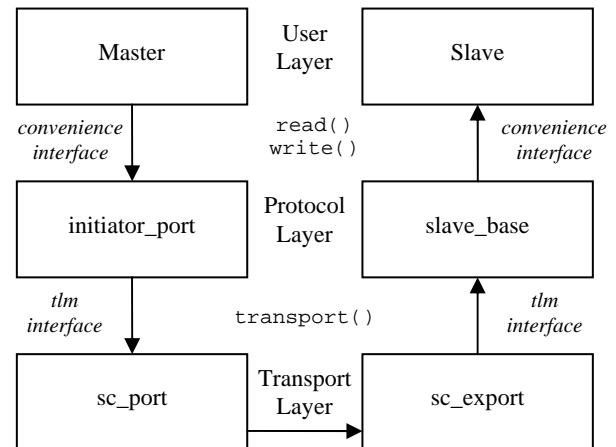 Master
User
Layer
Slave
convenience
interface
read()
write()
convenience
interface
initiator_port
Protocol
Layer
slave_base
tlm
interface
transport()
tlm
interface
sc_port
Transport
Layer
sc_export